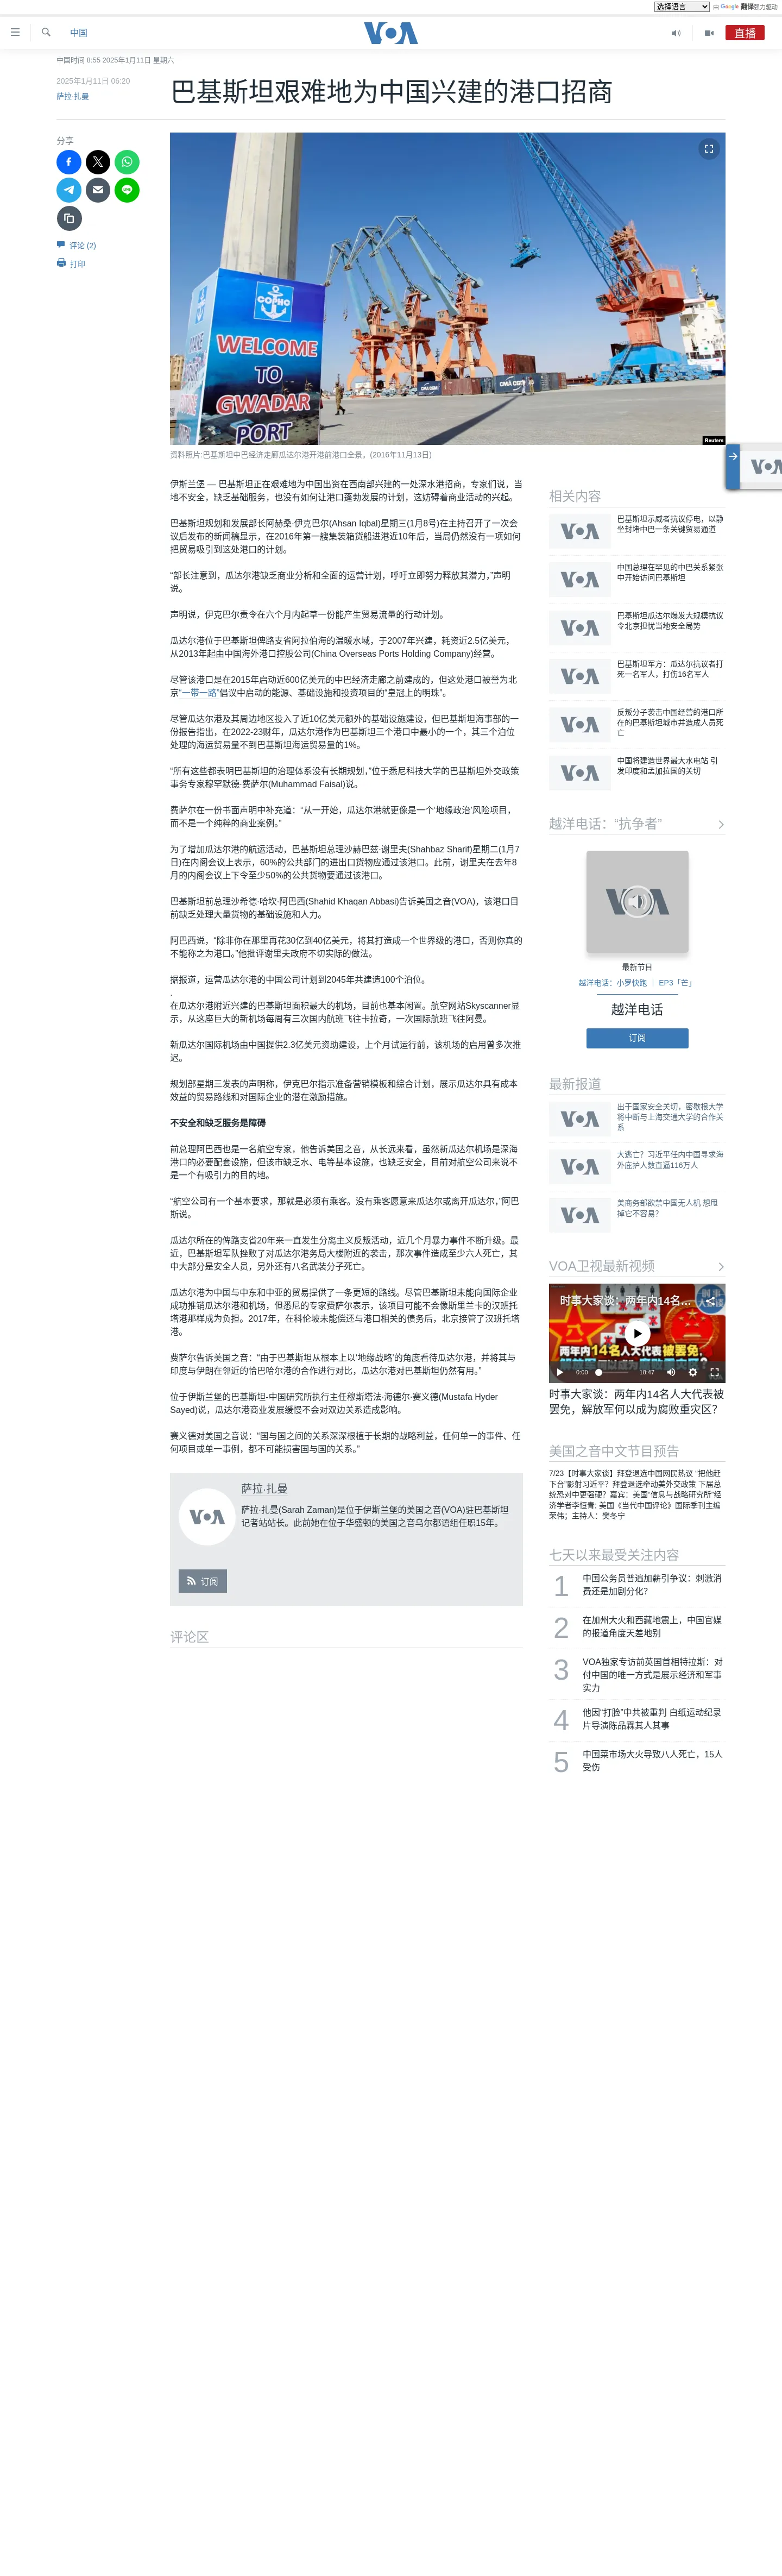 选择语言
由 Google 翻译强力驱动
中国
VOA
直播
中国时间 8:55 2025年1月11日 星期六
2025年1月11日 06:20
萨拉·扎曼
巴基斯坦艰难地为中国兴建的港口招商
分享
评论 (2)
打印
COPHC
WELCOME
TO
GWADAR
PORT
CMA CGM
Reuters
资料照片:巴基斯坦中巴经济走廊瓜达尔港开港前港口全景。(2016年11月13日)
伊斯兰堡 — 巴基斯坦正在艰难地为中国出资在西南部兴建的一处深水港招商，专家们说，当
地不安全，缺乏基础服务，也没有如何让港口蓬勃发展的计划，这妨碍着商业活动的兴起。
巴基斯坦规划和发展部长阿赫桑·伊克巴尔(Ahsan Iqbal)星期三(1月8号)在主持召开了一次会
议后发布的新闻稿显示，在2016年第一艘集装箱货船进港近10年后，当局仍然没有一项如何
把贸易吸引到这处港口的计划。
“部长注意到，瓜达尔港缺乏商业分析和全面的运营计划，呼吁立即努力释放其潜力，”声明
说。
声明说，伊克巴尔责令在六个月内起草一份能产生贸易流量的行动计划。
瓜达尔港位于巴基斯坦俾路支省阿拉伯海的温暖水域，于2007年兴建，耗资近2.5亿美元，
从2013年起由中国海外港口控股公司(China Overseas Ports Holding Company)经营。
尽管该港口是在2015年启动近600亿美元的中巴经济走廊之前建成的，但这处港口被誉为北
京“一带一路”倡议中启动的能源、基础设施和投资项目的“皇冠上的明珠”。
尽管瓜达尔港及其周边地区投入了近10亿美元额外的基础设施建设，但巴基斯坦海事部的一
份报告指出，在2022-23财年，瓜达尔港作为巴基斯坦三个港口中最小的一个，其三个泊位
处理的海运贸易量不到巴基斯坦海运贸易量的1%。
“所有这些都表明巴基斯坦的治理体系没有长期规划，”位于悉尼科技大学的巴基斯坦外交政策
事务专家穆罕默德·费萨尔(Muhammad Faisal)说。
费萨尔在一份书面声明中补充道：“从一开始，瓜达尔港就更像是一个‘地缘政治’风险项目，
而不是一个纯粹的商业案例。”
为了增加瓜达尔港的航运活动，巴基斯坦总理沙赫巴兹·谢里夫(Shahbaz Sharif)星期二(1月7
日)在内阁会议上表示，60%的公共部门的进出口货物应通过该港口。此前，谢里夫在去年8
月的内阁会议上下令至少50%的公共货物要通过该港口。
巴基斯坦前总理沙希德·哈坎·阿巴西(Shahid Khaqan Abbasi)告诉美国之音(VOA)，该港口目
前缺乏处理大量货物的基础设施和人力。
阿巴西说，“除非你在那里再花30亿到40亿美元，将其打造成一个世界级的港口，否则你真的
不能称之为港口。”他批评谢里夫政府不切实际的做法。
据报道，运营瓜达尔港的中国公司计划到2045年共建造100个泊位。
.
在瓜达尔港附近兴建的巴基斯坦面积最大的机场，目前也基本闲置。航空网站Skyscanner显
示，从这座巨大的新机场每周有三次国内航班飞往卡拉奇，一次国际航班飞往阿曼。
新瓜达尔国际机场由中国提供2.3亿美元资助建设，上个月试运行前，该机场的启用曾多次推
迟。
规划部星期三发表的声明称，伊克巴尔指示准备营销模板和综合计划，展示瓜达尔具有成本
效益的贸易路线和对国际企业的潜在激励措施。
不安全和缺乏服务是障碍
前总理阿巴西也是一名航空专家，他告诉美国之音，从长远来看，虽然新瓜达尔机场是深海
港口的必要配套设施，但该市缺乏水、电等基本设施，也缺乏安全，目前对航空公司来说不
是一个有吸引力的目的地。
“航空公司有一个基本要求，那就是必须有乘客。没有乘客愿意来瓜达尔或离开瓜达尔，”阿巴
斯说。
瓜达尔所在的俾路支省20年来一直发生分离主义反叛活动，近几个月暴力事件不断升级。最
近，巴基斯坦军队挫败了对瓜达尔港务局大楼附近的袭击，那次事件造成至少六人死亡，其
中大部分是安全人员，另外还有八名武装分子死亡。
瓜达尔港为中国与中东和中亚的贸易提供了一条更短的路线。尽管巴基斯坦未能向国际企业
成功推销瓜达尔港和机场，但悉尼的专家费萨尔表示，该项目可能不会像斯里兰卡的汉班托
塔港那样成为负担。2017年，在科伦坡未能偿还与港口相关的债务后，北京接管了汉班托塔
港。
费萨尔告诉美国之音：“由于巴基斯坦从根本上以‘地缘战略’的角度看待瓜达尔港，并将其与
印度与伊朗在邻近的恰巴哈尔港的合作进行对比，瓜达尔港对巴基斯坦仍然有用。”
位于伊斯兰堡的巴基斯坦-中国研究所执行主任穆斯塔法·海德尔·赛义德(Mustafa Hyder
Sayed)说，瓜达尔港商业发展缓慢不会对双边关系造成影响。
赛义德对美国之音说：“国与国之间的关系深深根植于长期的战略利益，任何单一的事件、任
何项目或单一事例，都不可能损害国与国的关系。”
萨拉·扎曼
萨拉·扎曼(Sarah Zaman)是位于伊斯兰堡的美国之音(VOA)驻巴基斯坦
记者站站长。此前她在位于华盛顿的美国之音乌尔都语组任职15年。
订阅
评论区
相关内容
巴基斯坦示威者抗议停电，以静
坐封堵中巴一条关键贸易通道
中国总理在罕见的中巴关系紧张
中开始访问巴基斯坦
巴基斯坦瓜达尔爆发大规模抗议
令北京担忧当地安全局势
巴基斯坦军方：瓜达尔抗议者打
死一名军人，打伤16名军人
反叛分子袭击中国经营的港口所
在的巴基斯坦城市并造成人员死
亡
中国将建造世界最大水电站 引
发印度和孟加拉国的关切
越洋电话：“抗争者”
最新节目
越洋电话：小罗快跑 ｜ EP3「芒」
越洋电话
订阅
最新报道
出于国家安全关切，密歇根大学
将中断与上海交通大学的合作关
系
大逃亡？习近平任内中国寻求海
外庇护人数直逼116万人
美商务部欲禁中国无人机 想甩
掉它不容易?
VOA卫视最新视频
时事大家谈：两年内14名...
两年内14名人大代表被罢免，
0:00
18:47
时事大家谈：两年内14名人大代表被
罢免，解放军何以成为腐败重灾区？
美国之音中文节目预告
7/23【时事大家谈】拜登退选中国网民热议 “把他赶
下台”影射习近平？拜登退选牵动美外交政策 下届总
统恐对中更强硬？嘉宾：美国“信息与战略研究所”经
济学者李恒青; 美国《当代中国评论》国际季刊主编
荣伟；主持人：樊冬宁
七天以来最受关注内容
1
中国公务员普遍加薪引争议：刺激消
费还是加剧分化？
2
在加州大火和西藏地震上，中国官媒
的报道角度天差地别
3
VOA独家专访前英国首相特拉斯：对
付中国的唯一方式是展示经济和军事
实力
4
他因“打脸”中共被重判 白纸运动纪录
片导演陈品霖其人其事
5
中国菜市场大火导致八人死亡，15人
受伤